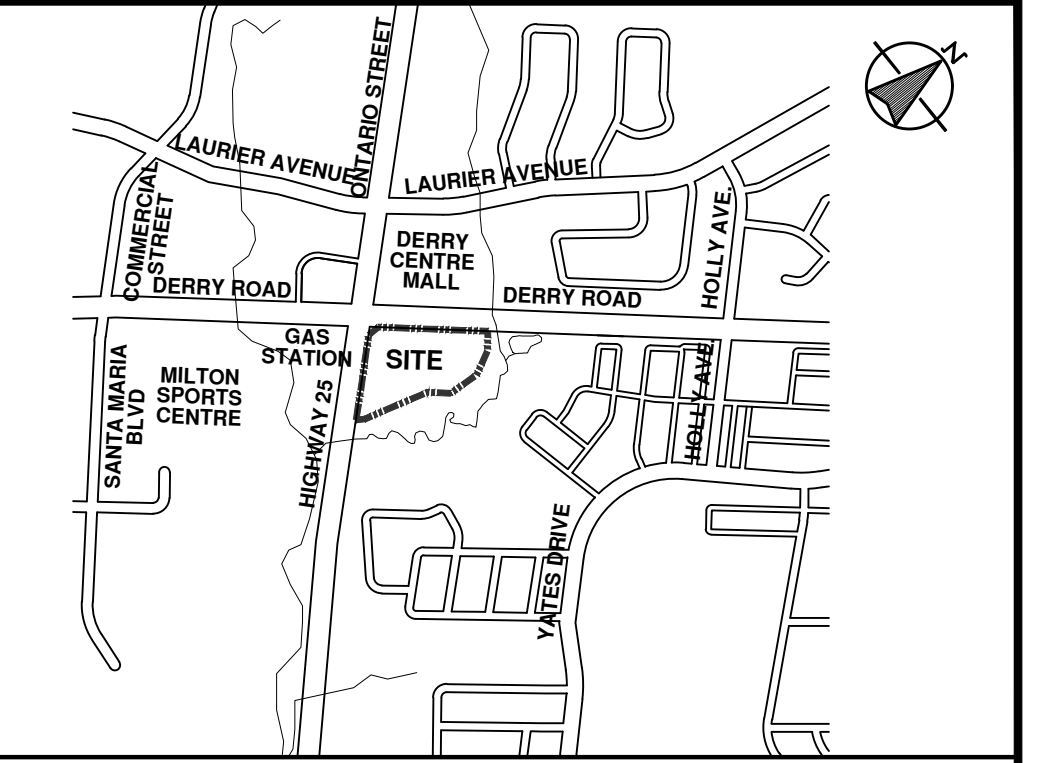 ONTARIO STREET
N
LAURIER AVENUE
LAURIER AVENUE
COMMERCIAL
STREET
HOLLY AVE.
DERRY
CENTRE
MALL
DERRY ROAD
DERRY ROAD
GAS
STATION
SITE
SANTA MARIA
BLVD
MILTON
SPORTS
CENTRE
HIGHWAY 25
HOLLY AVE.
YATES DRIVE